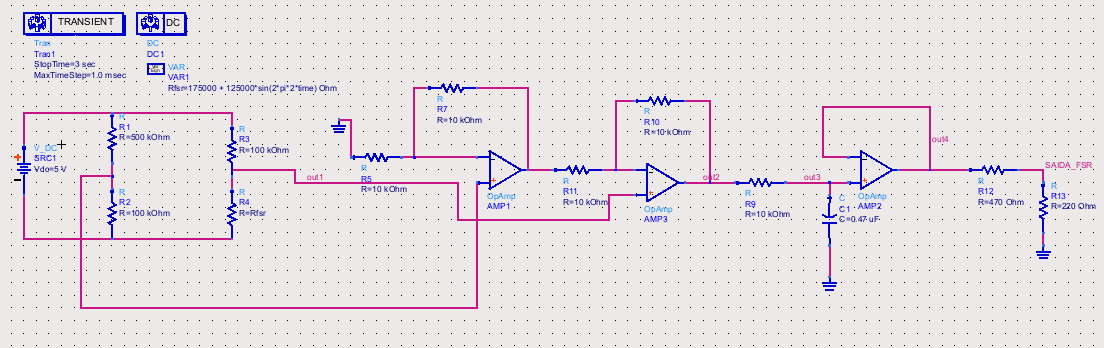 TRANSIENT
DC
Tran
Tran1
StopTime=3 sec
MaxTimeStep=1.0 msec
DC
DC1
VAR
VAR1
Rfsr=175000 + 125000*sin(2*pi*2*time) Ohm
R
R1
R=500 kOhm
V_DC
SRC1
Vdc=5 V
R
R3
R=100 kOhm
R
R2
R=100 kOhm
R
R4
R=Rfsr
out1
R
R7
R=10 kOhm
R
R5
R=10 kOhm
OpAmp
AMP1
R
R10
R=10 kOhm
R
R11
R=10 kOhm
OpAmp
AMP3
out2
R
R9
R=10 kOhm
out3
C
C1
C=0.47 uF
OpAmp
AMP2
out4
R
R12
R=470 Ohm
SAIDA_FSR
R
R13
R=220 Ohm